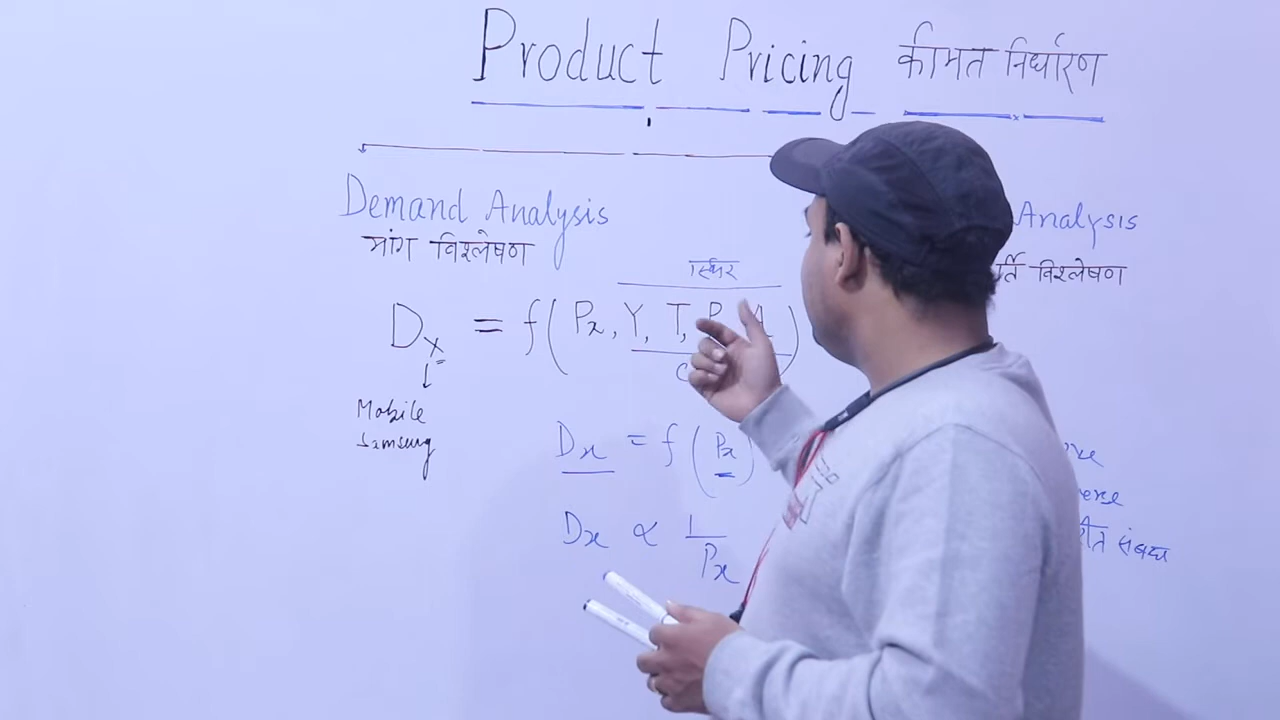 Product Pricing कीमत निर्धारण
Demand Analysis
मांग विश्लेषण
Analysis
विश्लेषण
स्थिर
Dx = f(Px, Y, T, P A)
Mobile
Samsung
Dx = f(Px)
Dx ∝ 1/Px
संबंध